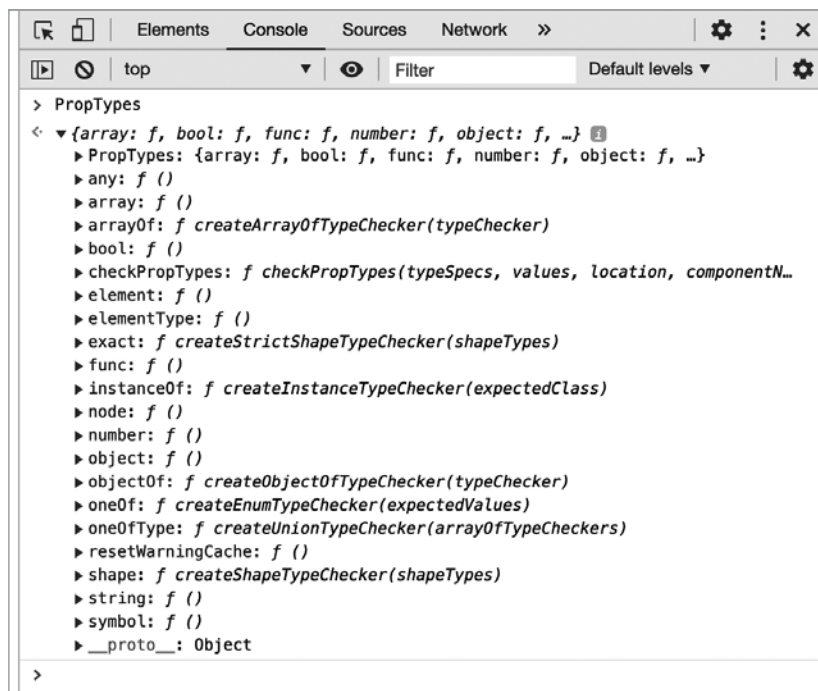 Elements Console Sources Network »
top Filter Default levels ▼
> PropTypes
‹· ▼{array: ƒ, bool: ƒ, func: ƒ, number: ƒ, object: ƒ, …} i
▶PropTypes: {array: ƒ, bool: ƒ, func: ƒ, number: ƒ, object: ƒ, …}
▶any: ƒ ()
▶array: ƒ ()
▶arrayOf: ƒ createArrayOfTypeChecker(typeChecker)
▶bool: ƒ ()
▶checkPropTypes: ƒ checkPropTypes(typeSpecs, values, location, componentN…
▶element: ƒ ()
▶elementType: ƒ ()
▶exact: ƒ createStrictShapeTypeChecker(shapeTypes)
▶func: ƒ ()
▶instanceOf: ƒ createInstanceTypeChecker(expectedClass)
▶node: ƒ ()
▶number: ƒ ()
▶object: ƒ ()
▶objectOf: ƒ createObjectOfTypeChecker(typeChecker)
▶oneOf: ƒ createEnumTypeChecker(expectedValues)
▶oneOfType: ƒ createUnionTypeChecker(arrayOfTypeCheckers)
▶resetWarningCache: ƒ ()
▶shape: ƒ createShapeTypeChecker(shapeTypes)
▶string: ƒ ()
▶symbol: ƒ ()
▶__proto__: Object
>